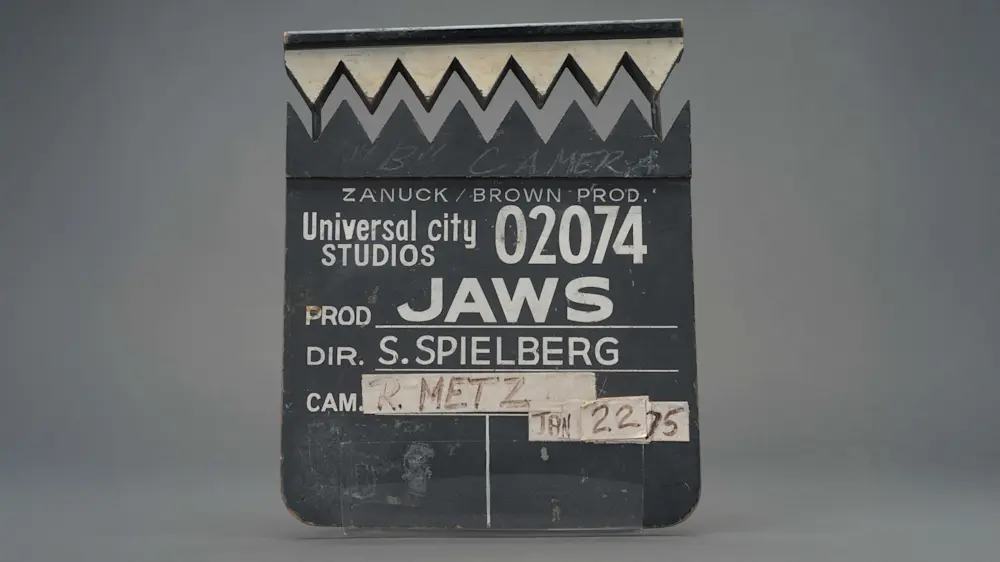 "B" CAMERA
ZANUCK / BROWN PROD.
Universal city
STUDIOS
02074
PROD JAWS
DIR. S. SPIELBERG
CAM. R. METZ
JAN 22 75